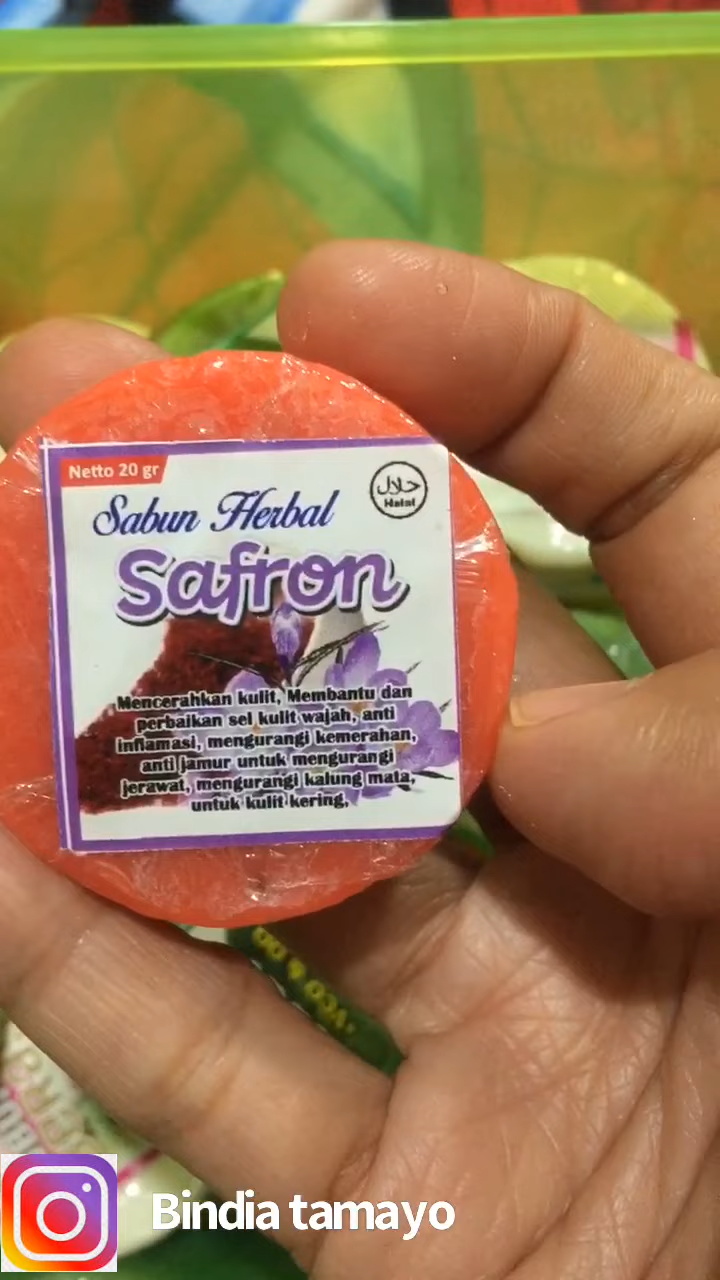 Netto 20 gr
حلال
Halal
Sabun Herbal
Safron
Mencerahkan kulit, Membantu dan
perbaikan sel kulit wajah, anti
inflamasi, mengurangi kemerahan,
anti jamur untuk mengurangi
jerawat, mengurangi kalung mata,
untuk kulit kering,
Bindia tamayo